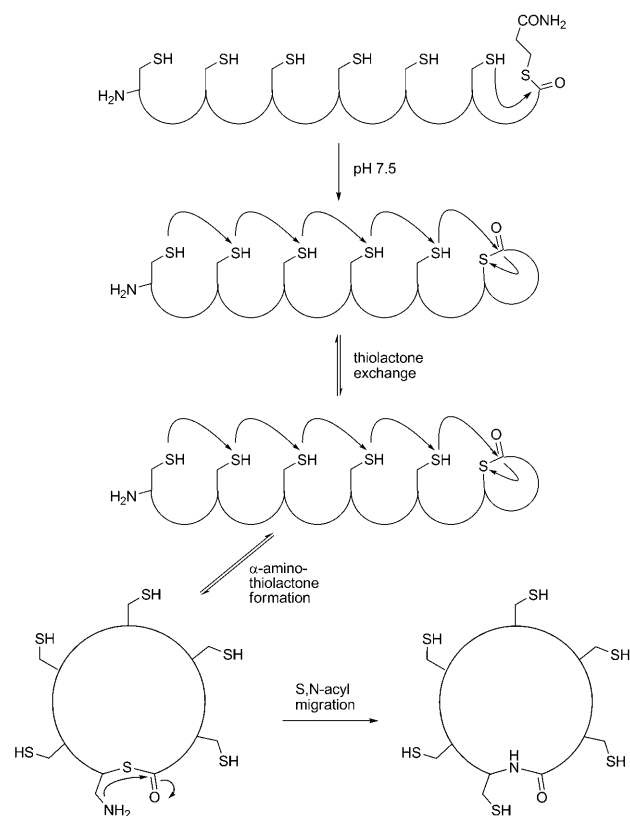 CONH₂
SH SH SH SH SH SH
S O
H₂N
pH 7.5
O
SH SH SH SH SH S
H₂N
thiolactone
exchange
O
SH SH SH SH SH S
H₂N
α-amino-
thiolactone
formation
SH SH
SH SH
SH SH
S,N-acyl
migration
HS S SH
NH₂ O
HS H SH
N
SH O